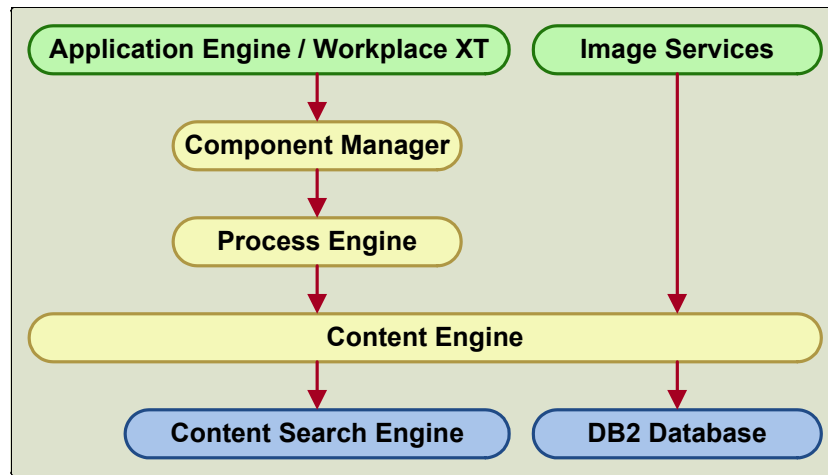 Application Engine / Workplace XT
Image Services
Component Manager
Process Engine
Content Engine
Content Search Engine
DB2 Database